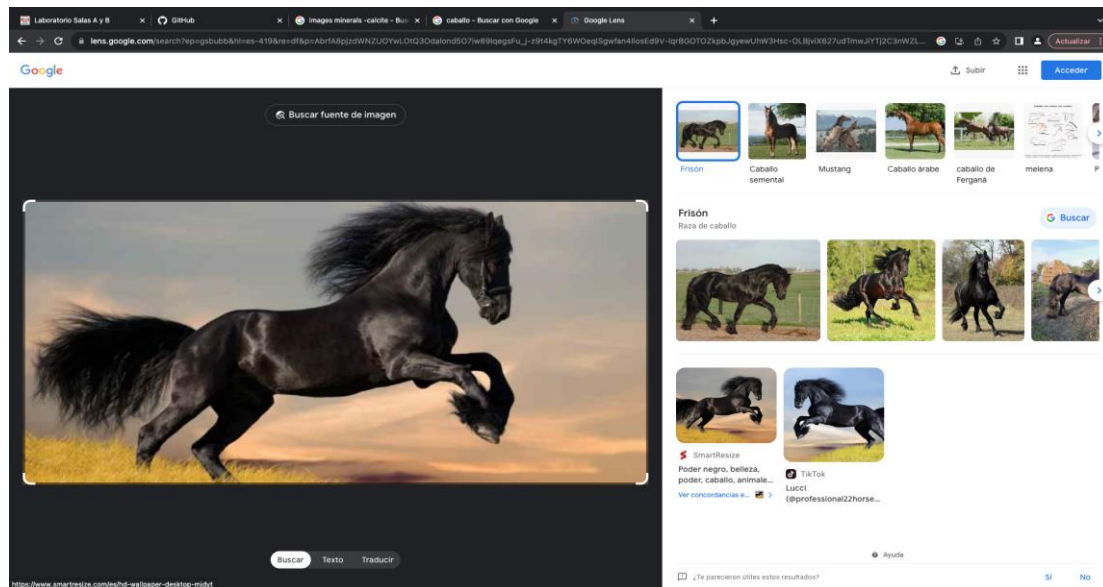 Laboratorio Salas A y B
GitHub
images minerals -calcite - Bus
caballo - Buscar con Google
Google Lens
Actualizar
Google
Subir
Acceder
Buscar fuente de imagen
Frisón
Caballo semental
Mustang
Caballo árabe
caballo de Ferganá
melena
P
Frisón
Raza de caballo
Buscar
SmartResize
Poder negro, belleza,
poder, caballo, animale...
Ver concordancias e...
TikTok
Lucci
(@professional22horse...
Buscar
Texto
Traducir
Ayuda
¿Te parecieron útiles estos resultados?
Sí
No
https://www.smartresize.com/es/hd-wallpaper-desktop-midyt